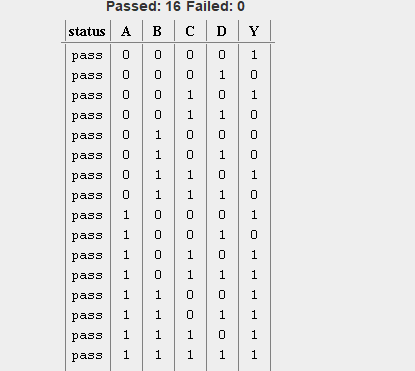 Passed: 16 Failed: 0
status A B C D Y
pass 0 0 0 0 1
pass 0 0 0 1 0
pass 0 0 1 0 1
pass 0 0 1 1 0
pass 0 1 0 0 0
pass 0 1 0 1 0
pass 0 1 1 0 1
pass 0 1 1 1 0
pass 1 0 0 0 1
pass 1 0 0 1 0
pass 1 0 1 0 1
pass 1 0 1 1 1
pass 1 1 0 0 1
pass 1 1 0 1 1
pass 1 1 1 0 1
pass 1 1 1 1 1